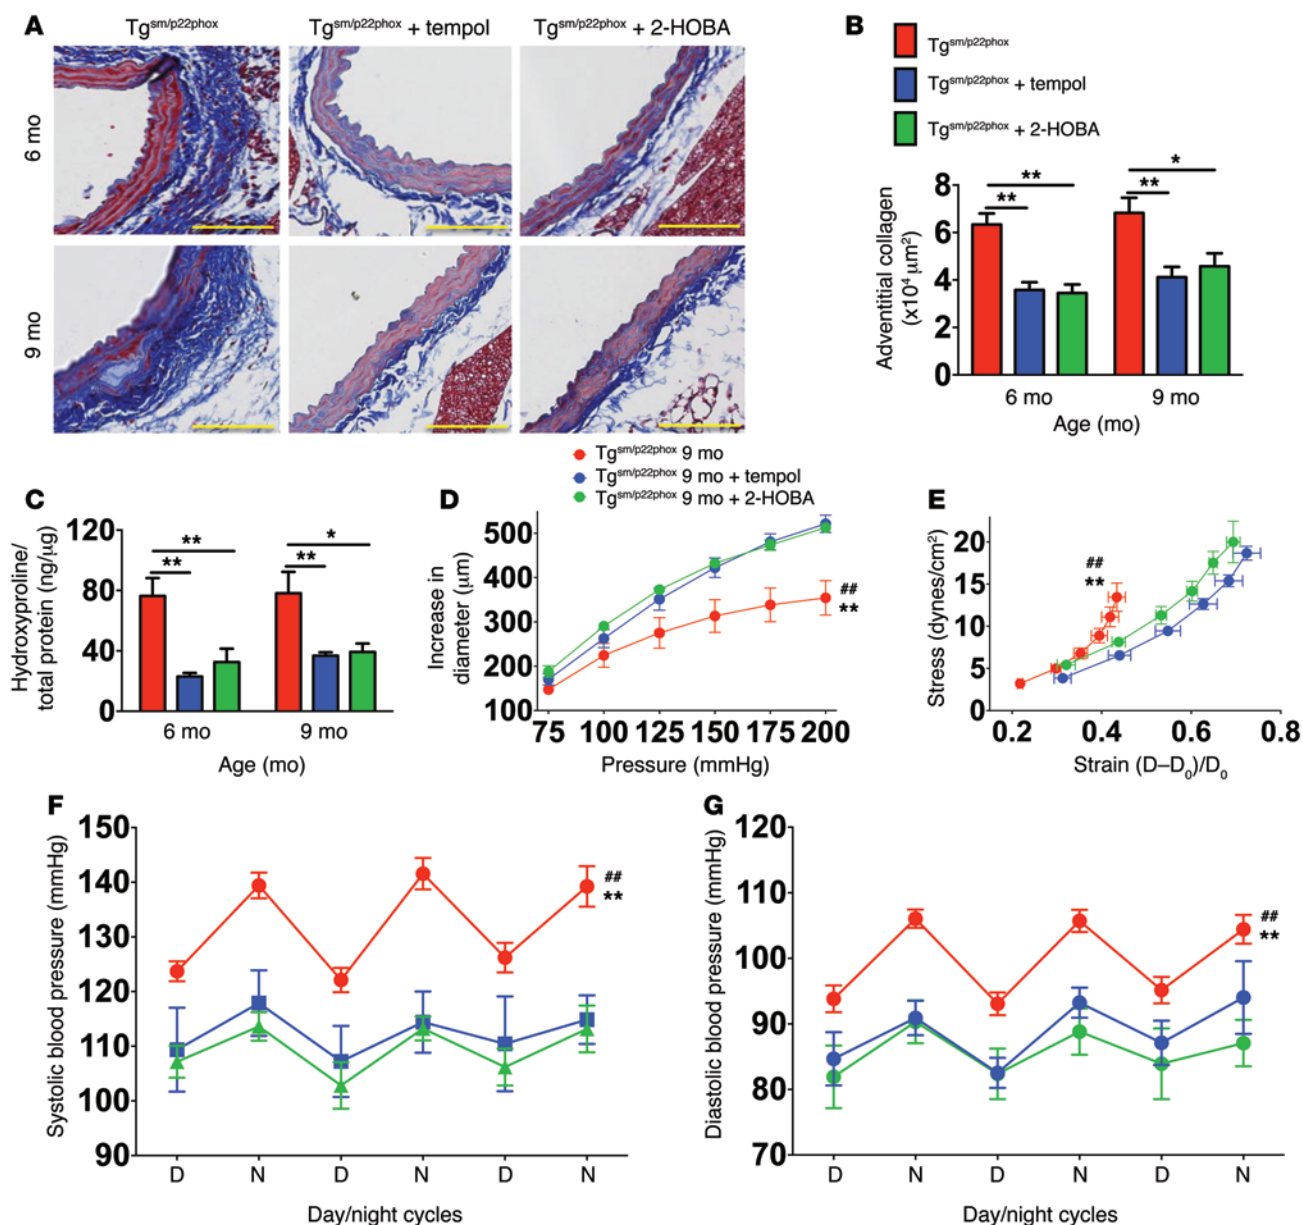 A
Tgsm/p22phox
Tgsm/p22phox + tempol
Tgsm/p22phox + 2-HOBA
6 mo
9 mo
B
Tgsm/p22phox
Tgsm/p22phox + tempol
Tgsm/p22phox + 2-HOBA
Adventitial collagen
(x10⁴ μm²)
8
6
4
2
0
**
**
**
*
6 mo
9 mo
Age (mo)
C
Hydroxyproline/
total protein (ng/μg)
120
80
40
0
**
**
**
*
6 mo
9 mo
Age (mo)
Tgsm/p22phox 9 mo
Tgsm/p22phox 9 mo + tempol
Tgsm/p22phox 9 mo + 2-HOBA
D
Increase in
diameter (μm)
500
400
300
200
100
##
**
75 100 125 150 175 200
Pressure (mmHg)
E
Stress (dynes/cm²)
20
15
10
5
0
##
**
0.2 0.4 0.6 0.8
Strain (D–D₀)/D₀
F
Systolic blood pressure (mmHg)
150
140
130
120
110
100
90
##
**
D N D N D N
Day/night cycles
G
Diastolic blood pressure (mmHg)
120
110
100
90
80
70
##
**
D N D N D N
Day/night cycles